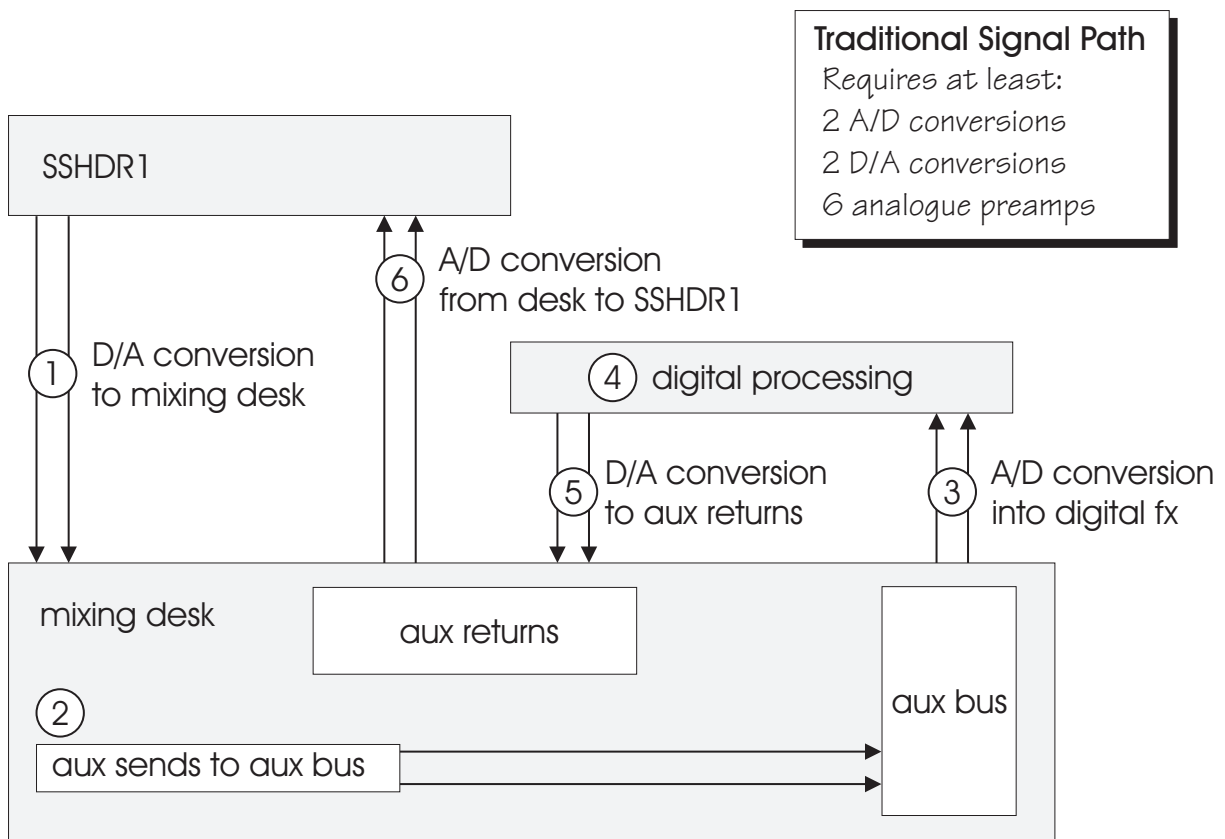 Traditional Signal Path
Requires at least:
2 A/D conversions
2 D/A conversions
6 analogue preamps
SSHDR1
6
A/D conversion
from desk to SSHDR1
1
D/A conversion
to mixing desk
4 digital processing
5
D/A conversion
to aux returns
3
A/D conversion
into digital fx
mixing desk
aux returns
aux bus
2
aux sends to aux bus